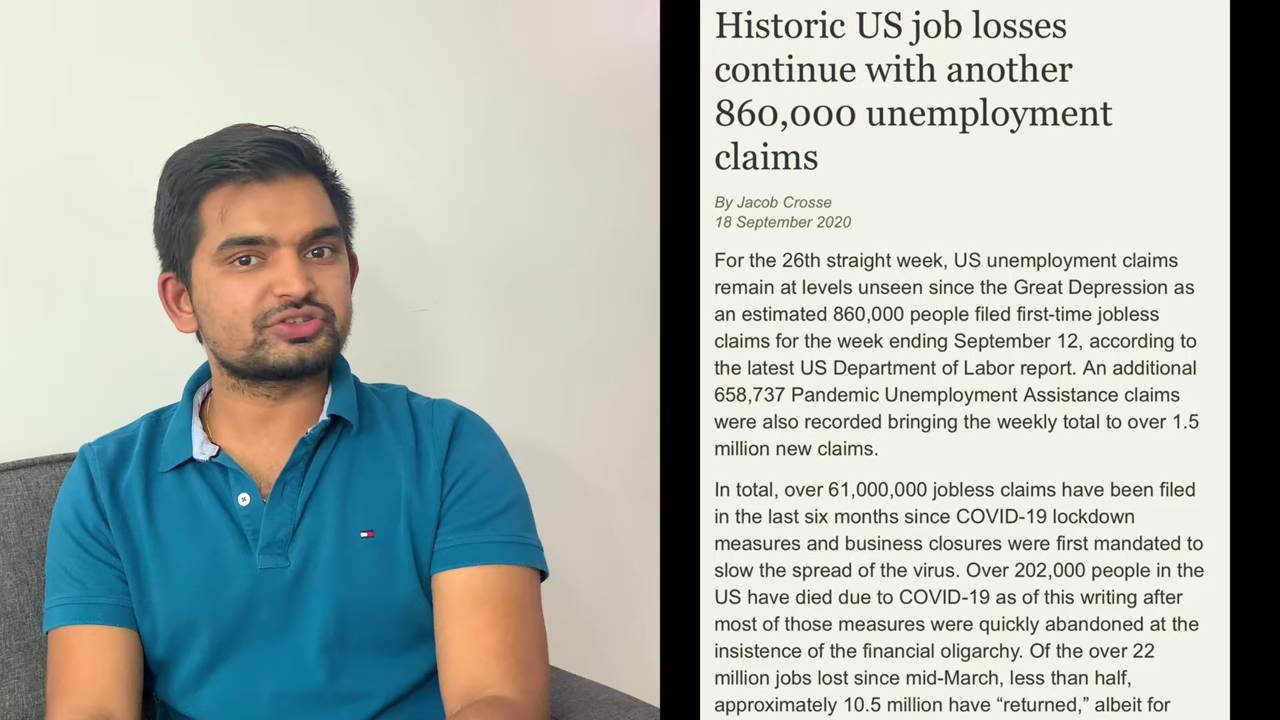 Historic US job losses
continue with another
860,000 unemployment
claims
By Jacob Crosse
18 September 2020
For the 26th straight week, US unemployment claims
remain at levels unseen since the Great Depression as
an estimated 860,000 people filed first-time jobless
claims for the week ending September 12, according to
the latest US Department of Labor report. An additional
658,737 Pandemic Unemployment Assistance claims
were also recorded bringing the weekly total to over 1.5
million new claims.
In total, over 61,000,000 jobless claims have been filed
in the last six months since COVID-19 lockdown
measures and business closures were first mandated to
slow the spread of the virus. Over 202,000 people in the
US have died due to COVID-19 as of this writing after
most of those measures were quickly abandoned at the
insistence of the financial oligarchy. Of the over 22
million jobs lost since mid-March, less than half,
approximately 10.5 million have “returned,” albeit for